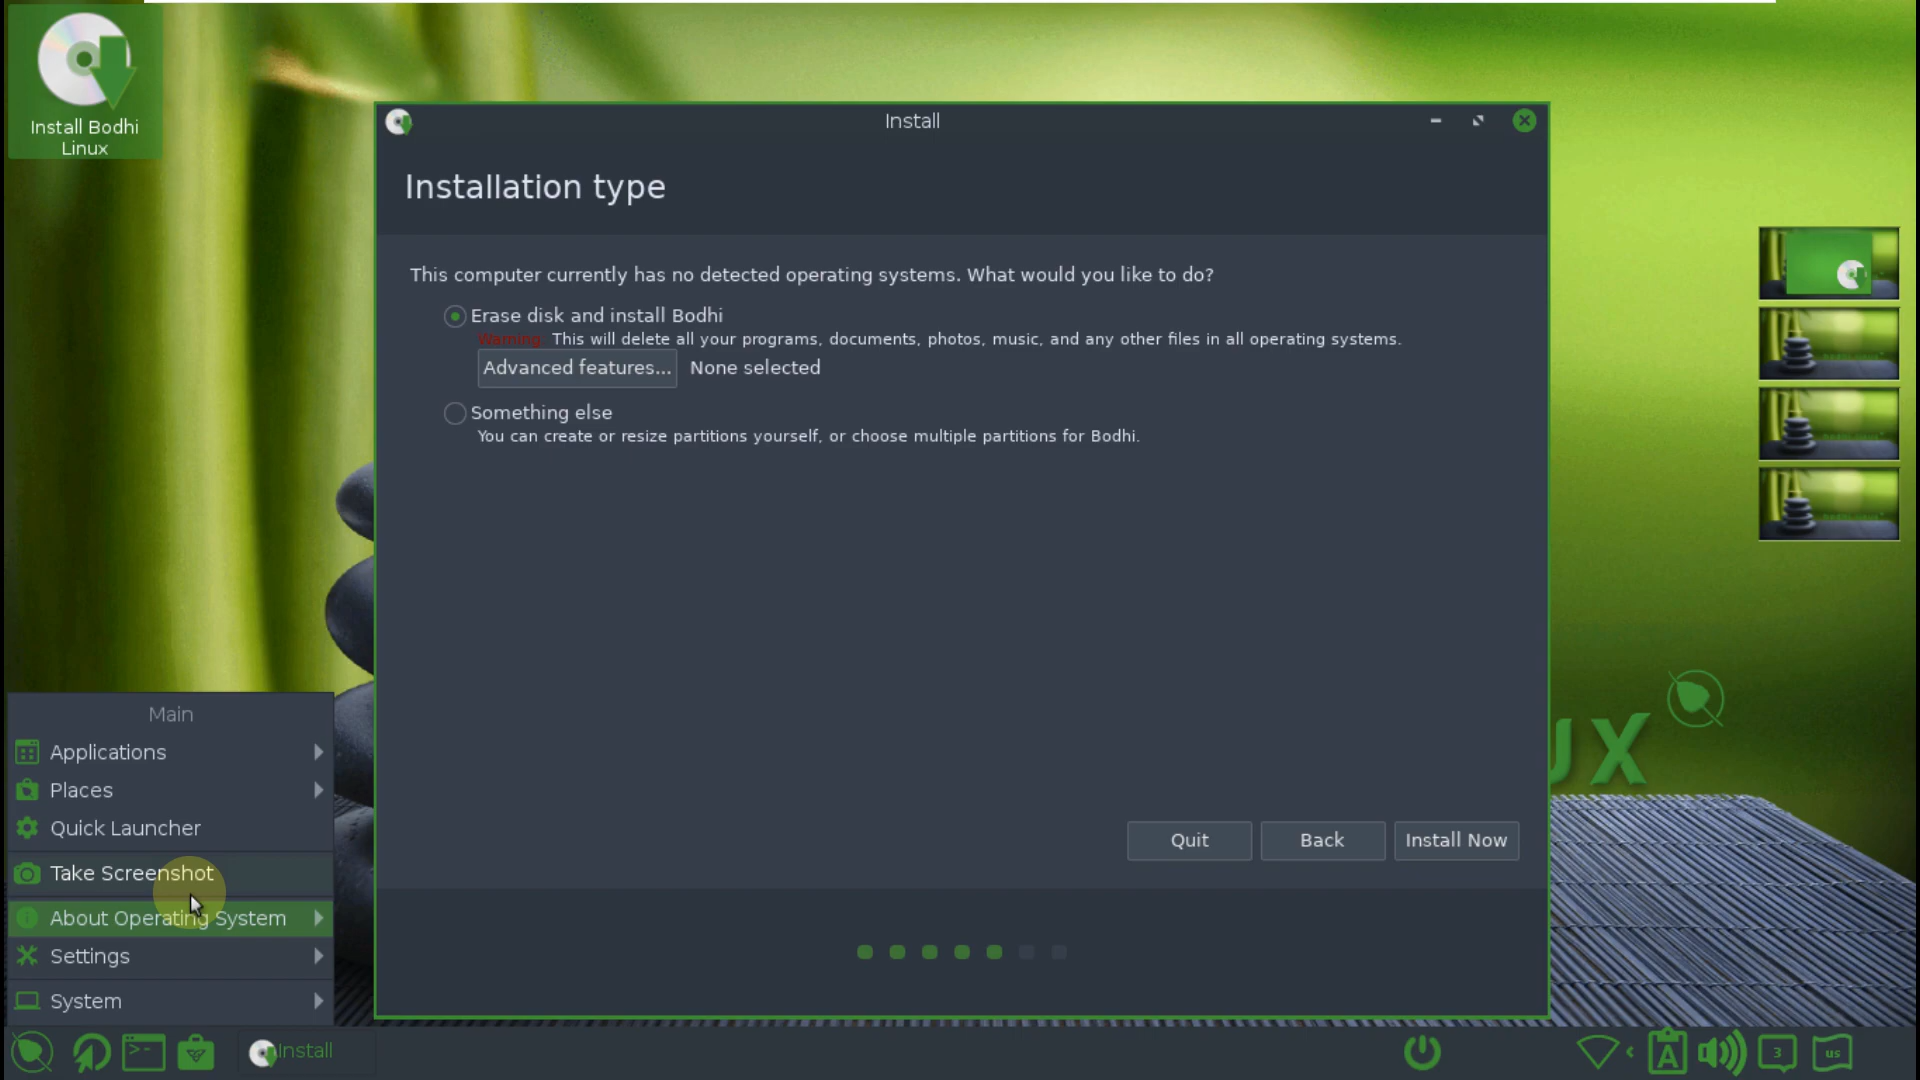 Install Bodhi
Linux
Install
Installation type
This computer currently has no detected operating systems. What would you like to do?
Erase disk and install Bodhi
Warning: This will delete all your programs, documents, photos, music, and any other files in all operating systems.
Advanced features... None selected
Something else
You can create or resize partitions yourself, or choose multiple partitions for Bodhi.
Quit Back Install Now
UX
Main
Applications
Places
Quick Launcher
Take Screenshot
About Operating System
Settings
System
>-
Install
A
3
us